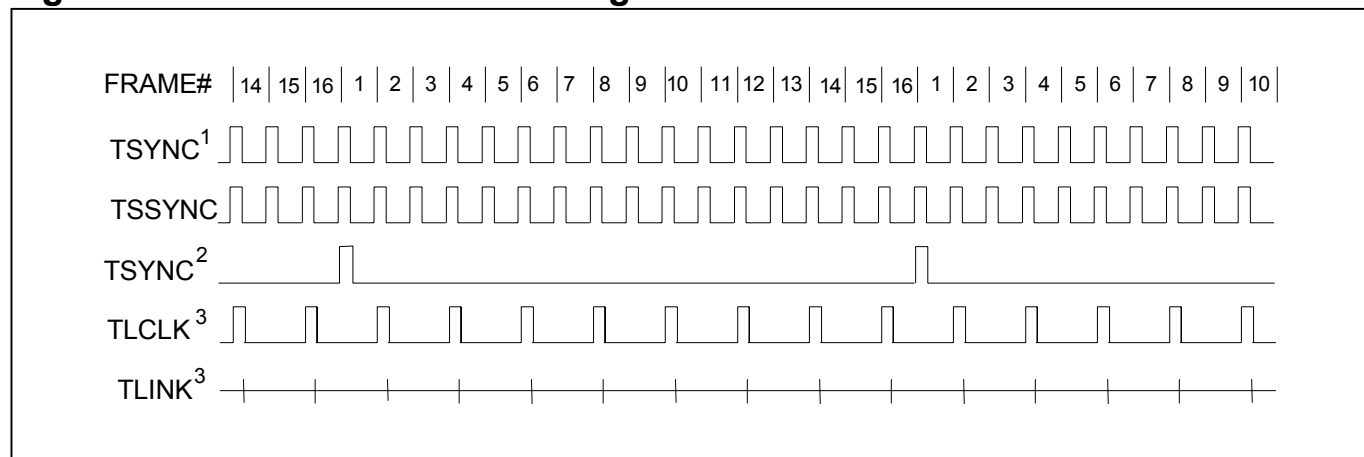 FRAME# 14 15 16 1 2 3 4 5 6 7 8 9 10 11 12 13 14 15 16 1 2 3 4 5 6 7 8 9 10
TSYNC1
TSSYNC
TSYNC2
TLCLK3
TLINK3